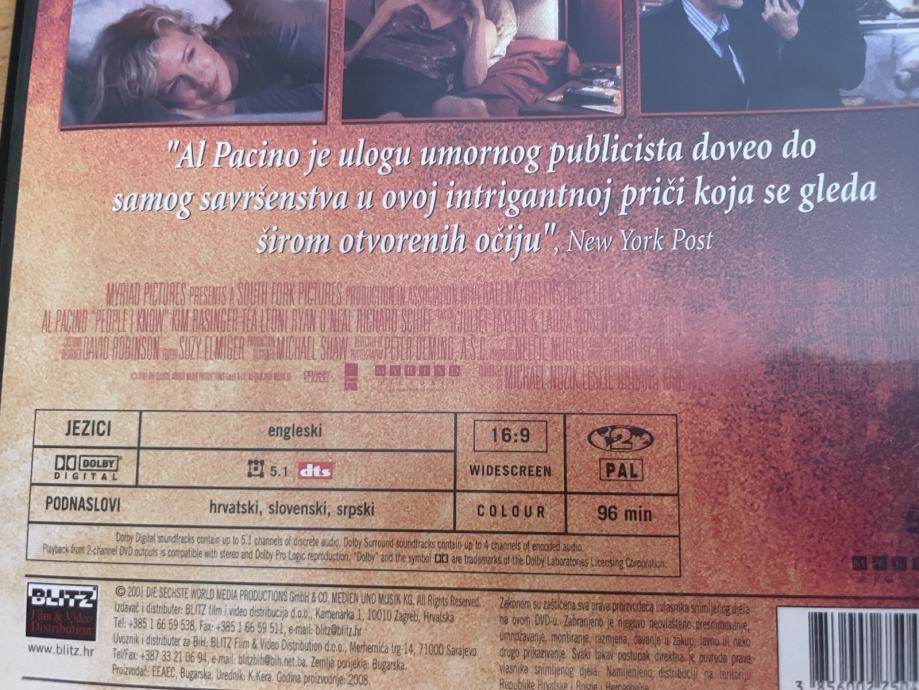 "Al Pacino je ulogu umornog publicista doveo do
samog savršenstva u ovoj intrigantnoj priči koja se gleda
širom otvorenih očiju", New York Post
MYRIAD PICTURES PRESENTS A SOUTH FORK PICTURES PRODUCTION IN ASSOCIATION WITH
AL PACINO "PEOPLE I KNOW" KIM BASINGER TÉA LEONI RYAN O'NEAL RICHARD SCHIFF JULIET TAYLOR & LAURA
DAVID ROBINSON SUZY ELMIGER MICHAEL SHAW PETER DEMING, A.S.C.
MICHAEL NOZIK LESLIE URDANG
MYRIAD
PICTURES
JEZICI
engleski
16:9
WIDESCREEN
2
PAL
DOLBY
DIGITAL
5.1 dts
PODNASLOVI
hrvatski, slovenski, srpski
COLOUR
96 min
Dolby Digital soundtracks contain up to 5.1 channels of discrete audio. Dolby Surround soundtracks contain up to 4 channels of encoded audio.
Playback from 2-channel DVD outputs is compatible with stereo and Dolby Pro Logic reproduction. "Dolby" and the symbol are trademarks of the Dolby Laboratories Licensing Corporation.
BLITZ
Film & Video
Distribution
www.blitz.hr
© 2001 DIE SECHSTE WORLD MEDIA PRODUCTIONS GmbH & CO. MEDIEN UND MUSIK KG. All Rights Reserved.
Izdavač i distributer: BLITZ film i video distribucija d.o.o., Kamenarka 1, 10010 Zagreb, Hrvatska
Tel: +385 1 66 59 538, Fax: +385 1 66 59 511, e-mail: blitz@blitz.hr
Uvoznik i distributer za BiH: BLITZ Film & Video Distribution d.o.o., Merhemića trg 14, 71000 Sarajevo
Tel/Fax: +387 33 21 06 94, e-mail: blitzbih@bih.net.ba. Zemlja porijekla: Bugarska.
Proizvođač: EEAEC, Bugarska. Urednik: K.Kera. Godina proizvodnje: 2008.
Zakonom su zaštićena sva prava proizvođača i vlasnika snimljenog djela
na ovom DVD-u. Zabranjeno je njegovo neovlašteno presnimavanje,
umnožavanje, montiranje, razmjena, davanje u zakup, javno ili neko
drugo prikazivanje. Svaki takav postupak direktna je povreda prava
vlasnika snimljenog djela. Namijenjeno distribuciji na teritoriju
Republike Hrvatske i Bosne i Hercegovine